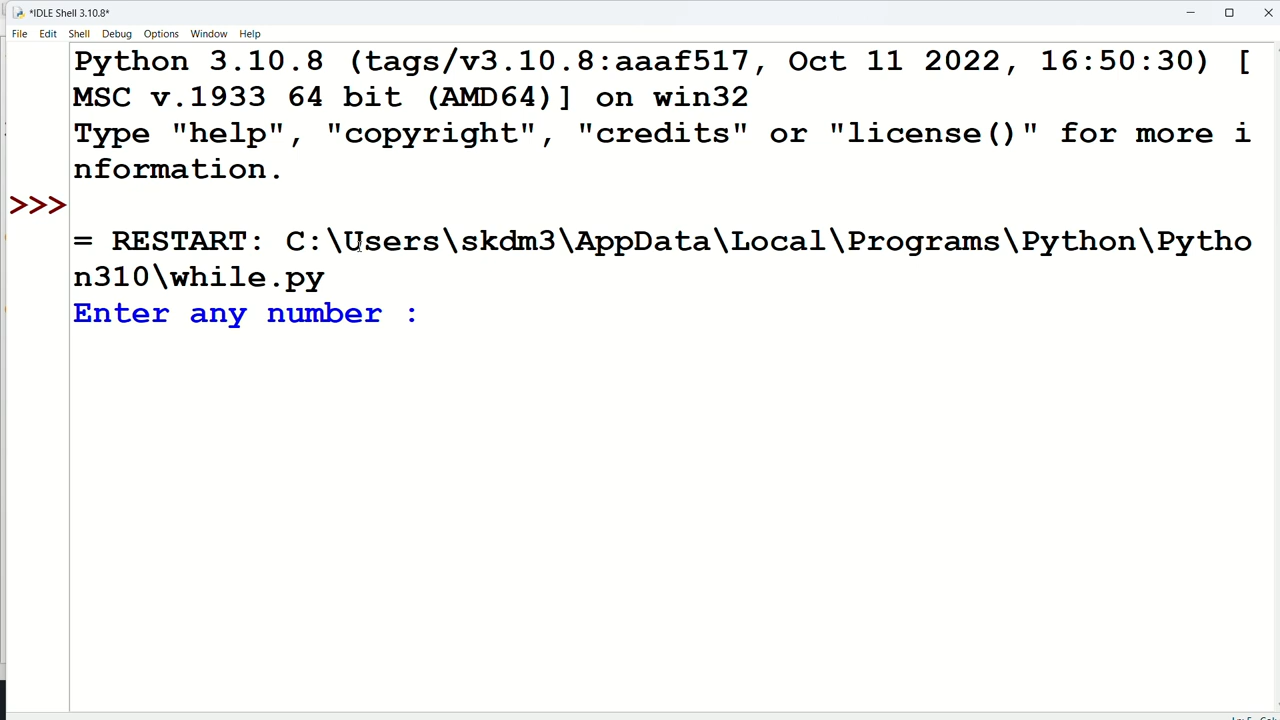 *IDLE Shell 3.10.8*
File Edit Shell Debug Options Window Help
Python 3.10.8 (tags/v3.10.8:aaaf517, Oct 11 2022, 16:50:30) [
MSC v.1933 64 bit (AMD64)] on win32
Type "help", "copyright", "credits" or "license()" for more i
nformation.
>>>
= RESTART: C:\Users\skdm3\AppData\Local\Programs\Python\Pytho
n310\while.py
Enter any number :